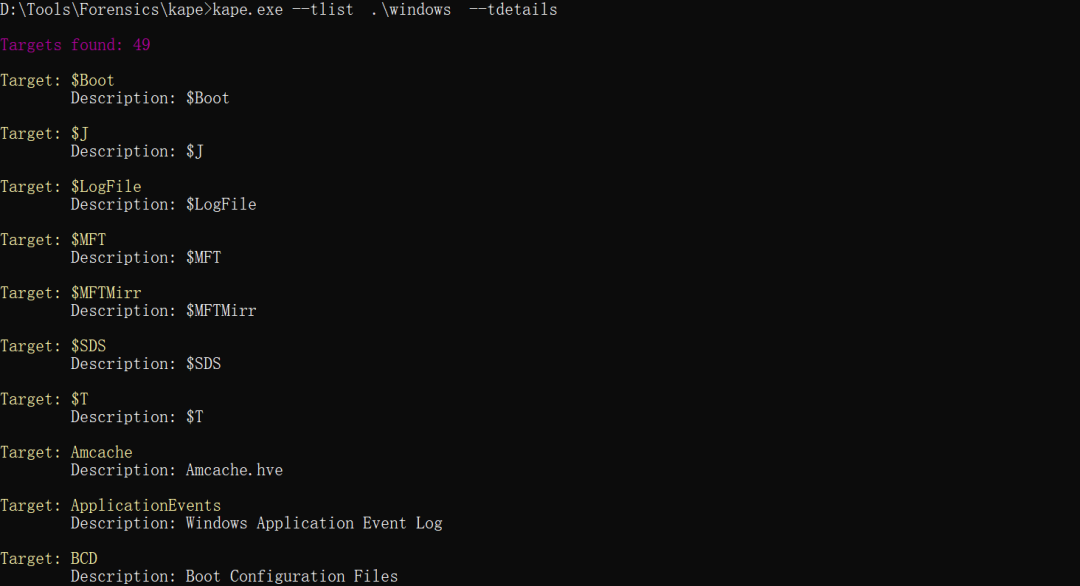 D:\Tools\Forensics\kape>kape.exe --tlist .\windows --tdetails
Targets found: 49
Target: $Boot
Description: $Boot
Target: $J
Description: $J
Target: $LogFile
Description: $LogFile
Target: $MFT
Description: $MFT
Target: $MFTMirr
Description: $MFTMirr
Target: $SDS
Description: $SDS
Target: $T
Description: $T
Target: Amcache
Description: Amcache.hve
Target: ApplicationEvents
Description: Windows Application Event Log
Target: BCD
Description: Boot Configuration Files